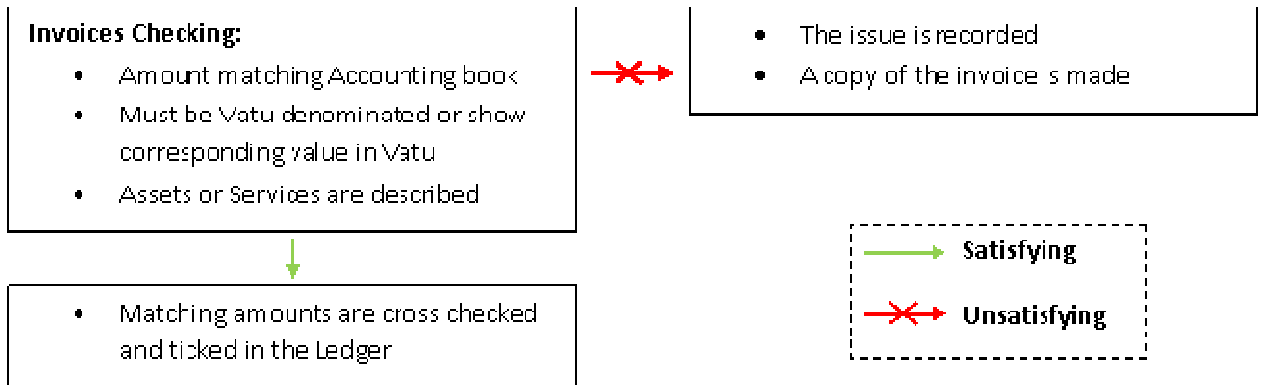 Invoices Checking:
• Amount matching Accounting book
• Must be Vatu denominated or show
corresponding value in Vatu
• Assets or Services are described
• The issue is recorded
• A copy of the invoice is made
• Matching amounts are cross checked
and ticked in the Ledger
Satisfying
Unsatisfying